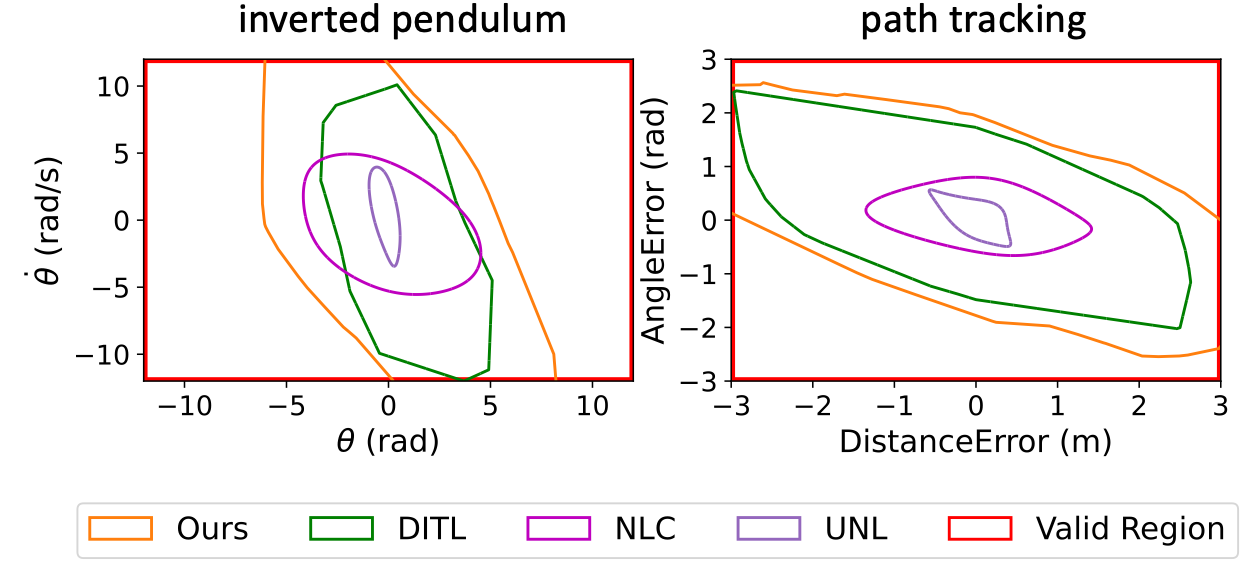 inverted pendulum
10
5
0
−5
−10
θ̇ (rad/s)
−10 −5 0 5 10
θ (rad)
path tracking
3
2
1
0
−1
−2
−3
AngleError (rad)
−3 −2 −1 0 1 2 3
DistanceError (m)
Ours DITL NLC UNL Valid Region